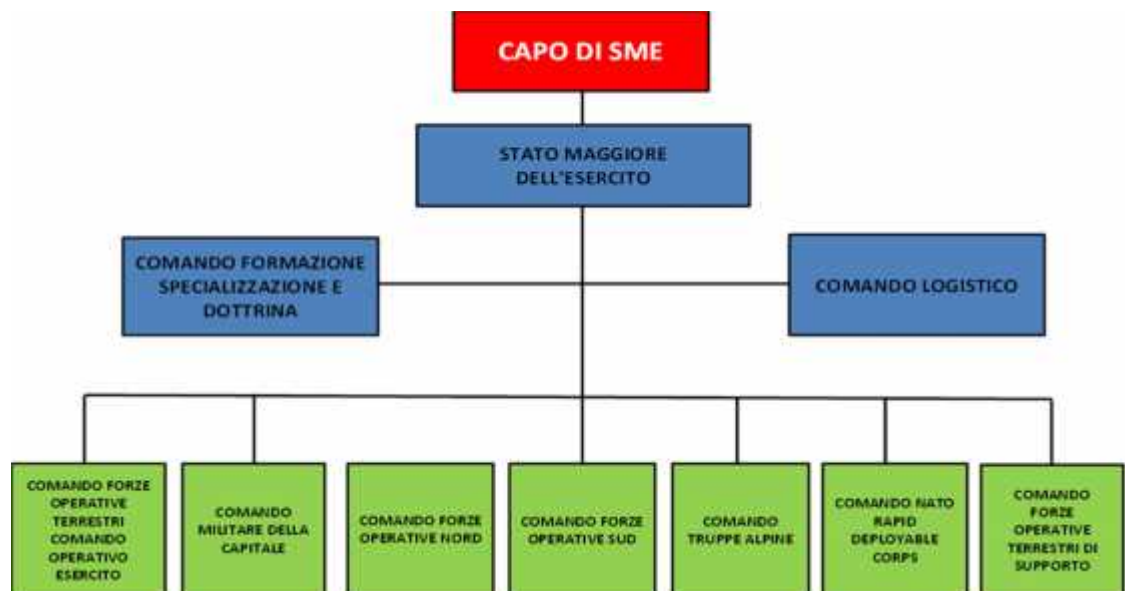 CAPO DI SME
STATO MAGGIORE
DELL'ESERCITO
COMANDO FORMAZIONE
SPECIALIZZAZIONE E
DOTTRINA
COMANDO LOGISTICO
COMANDO FORZE
OPERATIVE
TERRESTRI
COMANDO
OPERATIVO
ESERCITO
COMANDO
MILITARE DELLA
CAPITALE
COMANDO FORZE
OPERATIVE NORD
COMANDO FORZE
OPERATIVE SUD
COMANDO
TRUPPE ALPINE
COMANDO NATO
RAPID
DEPLOYABLE
CORPS
COMANDO
FORZE
OPERATIVE
TERRESTRI DI
SUPPORTO